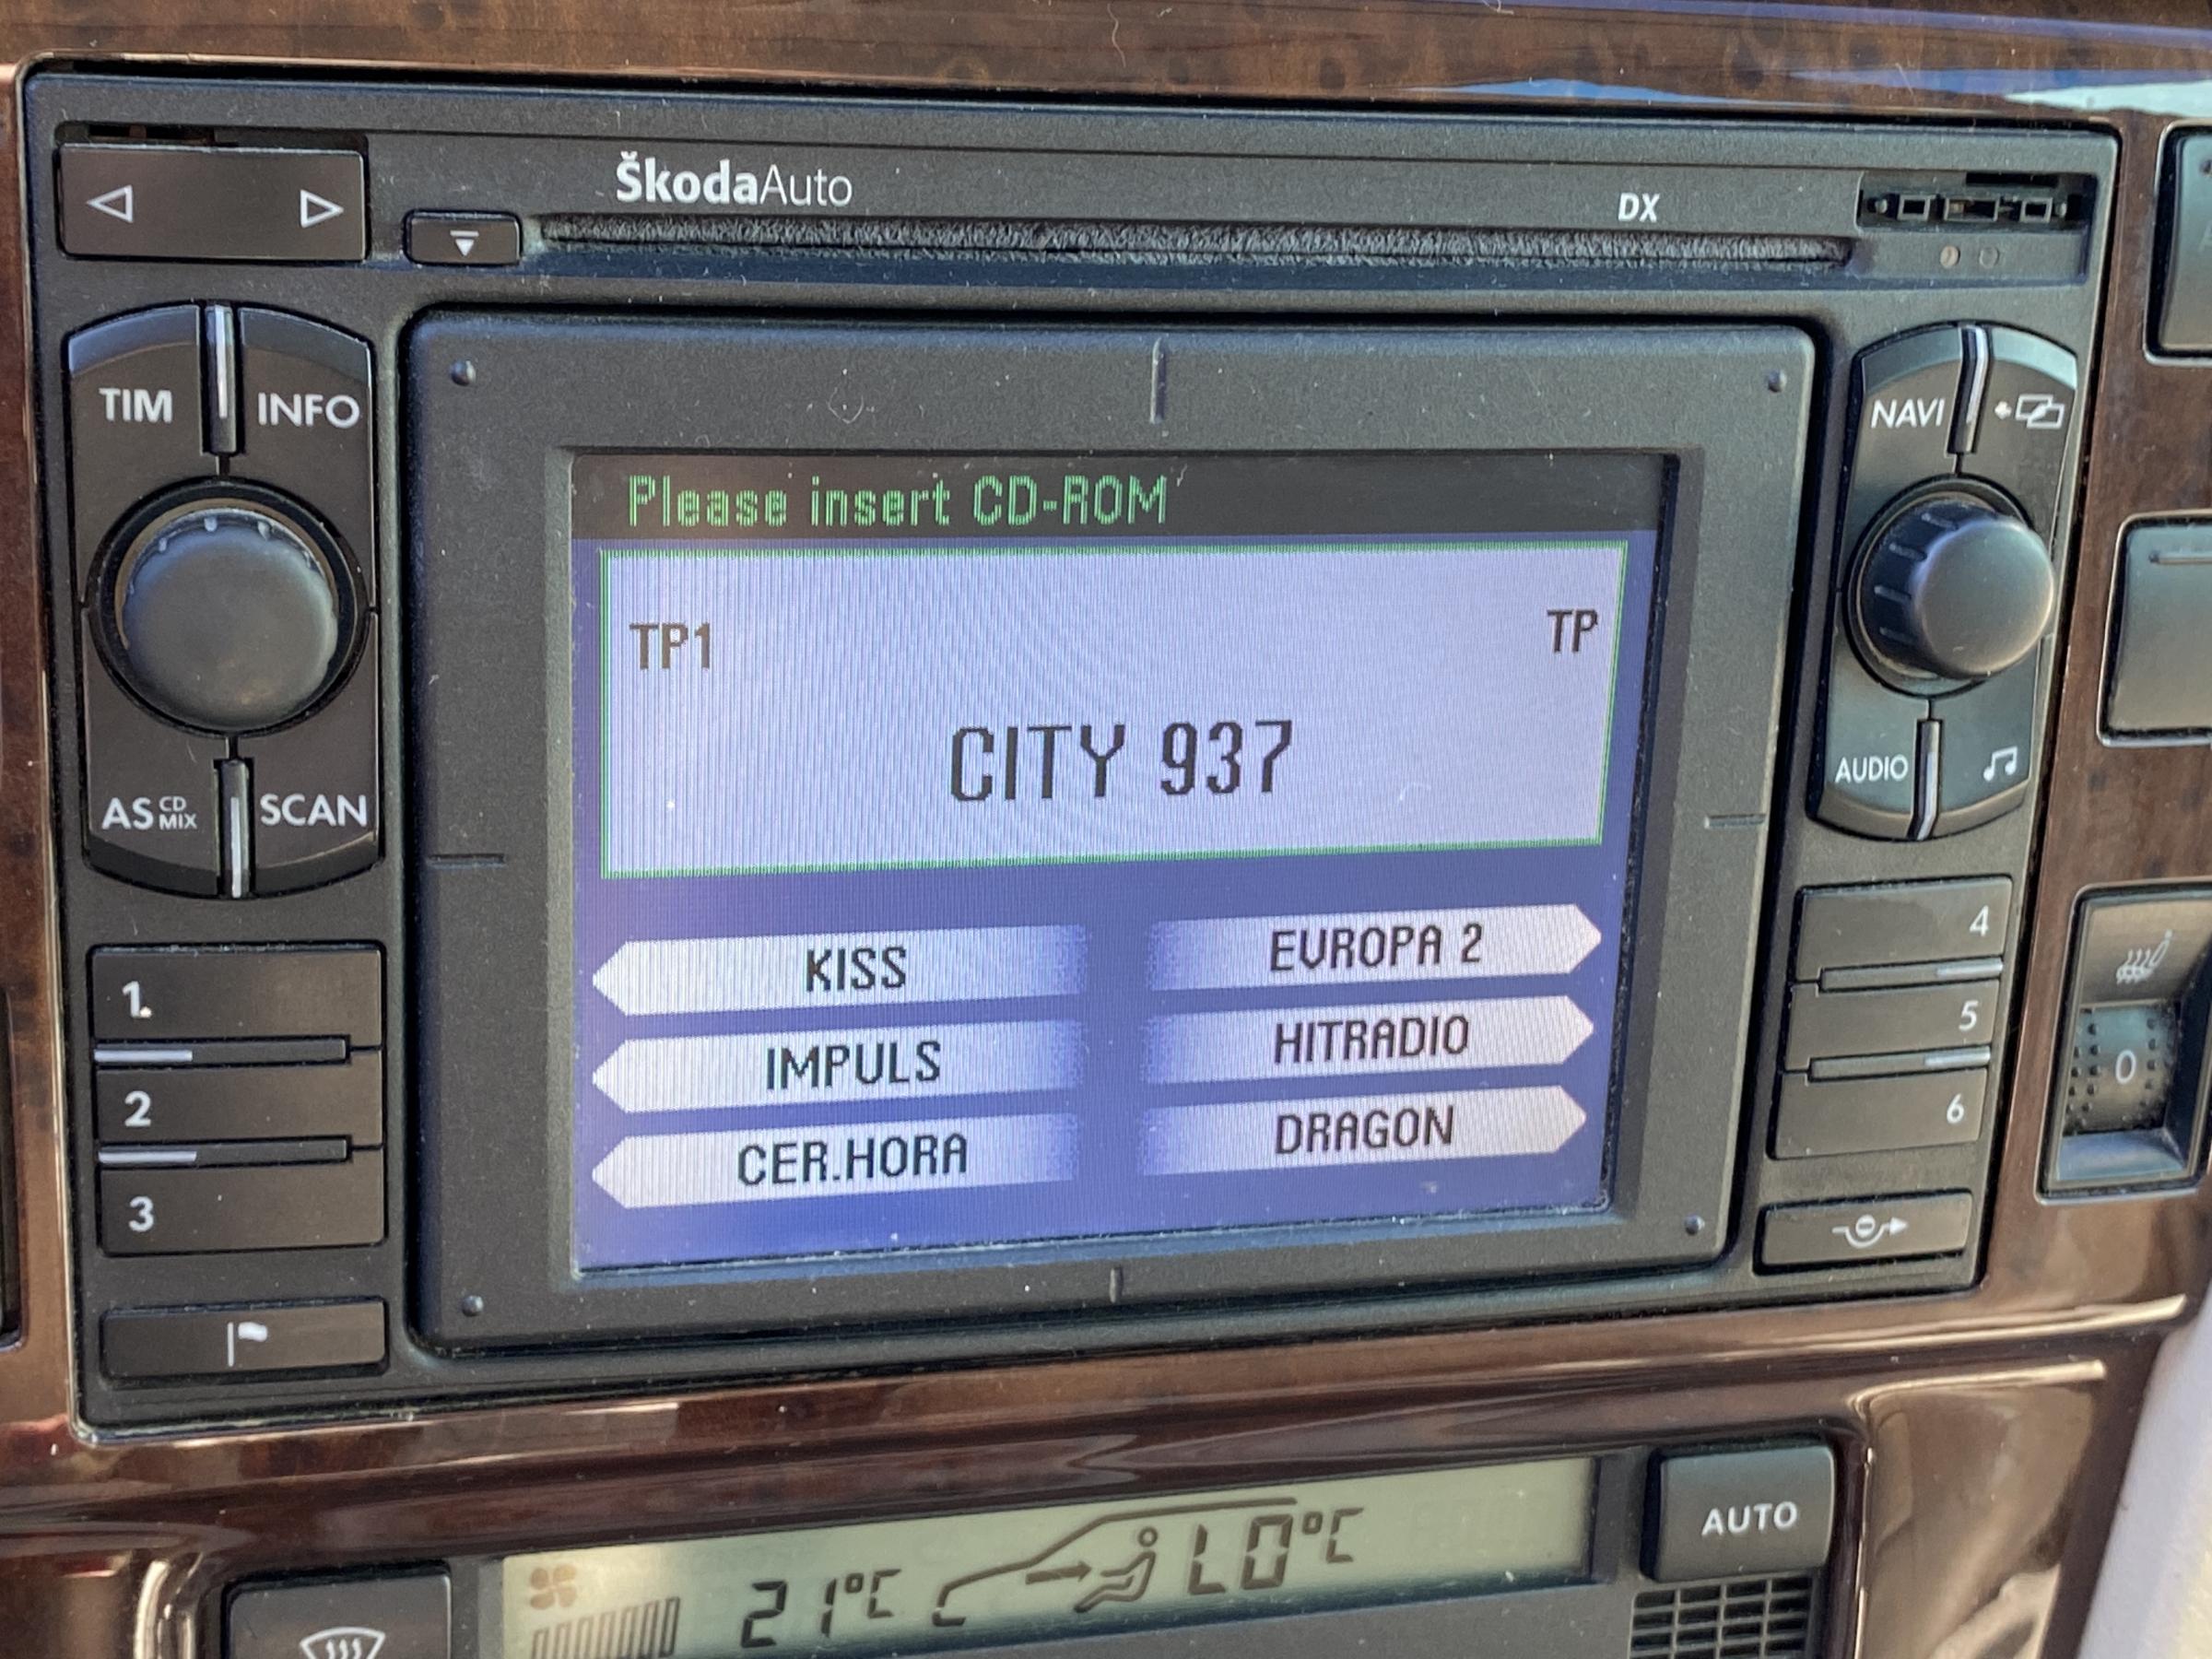 ŠkodaAuto
DX
TIM INFO
NAVI
Please insert CD-ROM
TP1 TP
CITY 937
AS CD MIX SCAN
AUDIO
KISS EVROPA 2
IMPULS HITRADIO
CER.HORA DRAGON
1.
2
3
4
5
6
0
AUTO
21°C LO°C